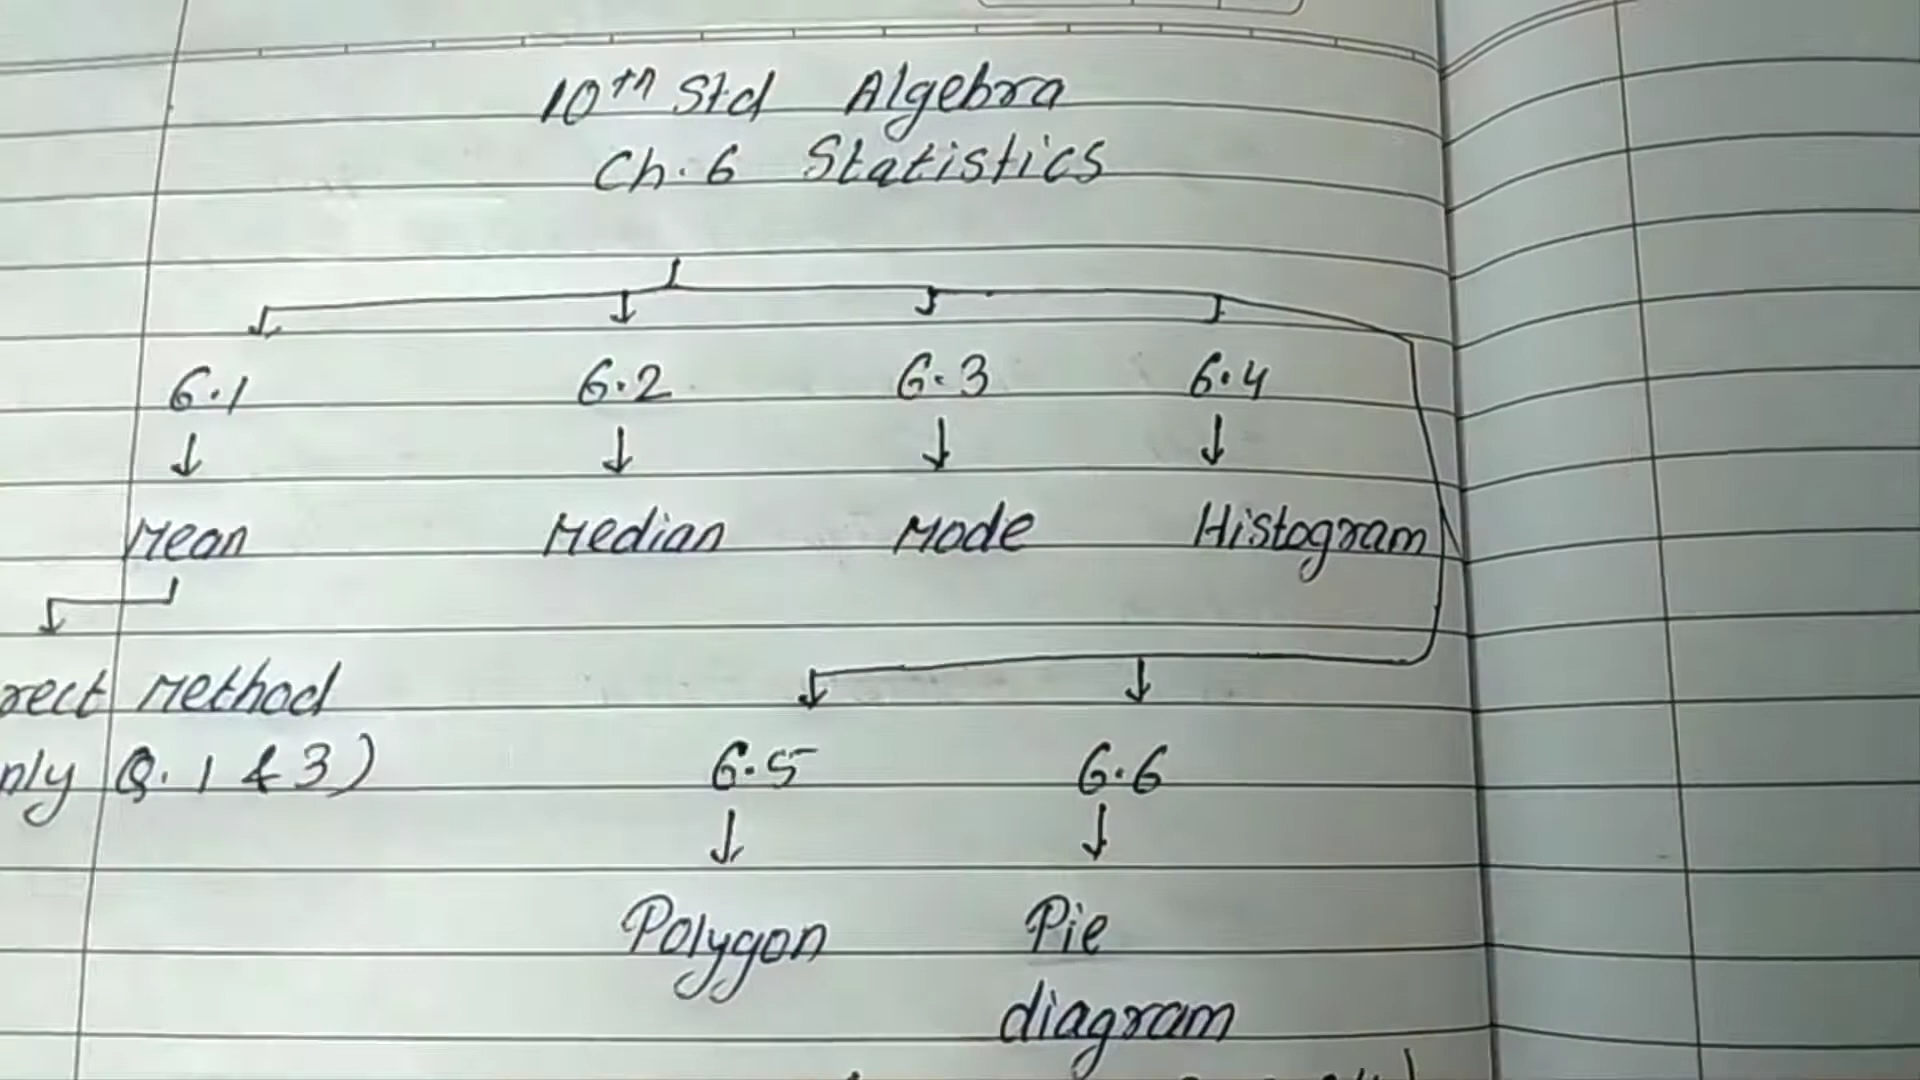 10th Std Algebra
Ch. 6 Statistics
6.1 6.2 6.3 6.4
Mean Median Mode Histogram
rect Method
nly Q. 1 & 3)
6.5 6.6
Polygon Pie
diagram